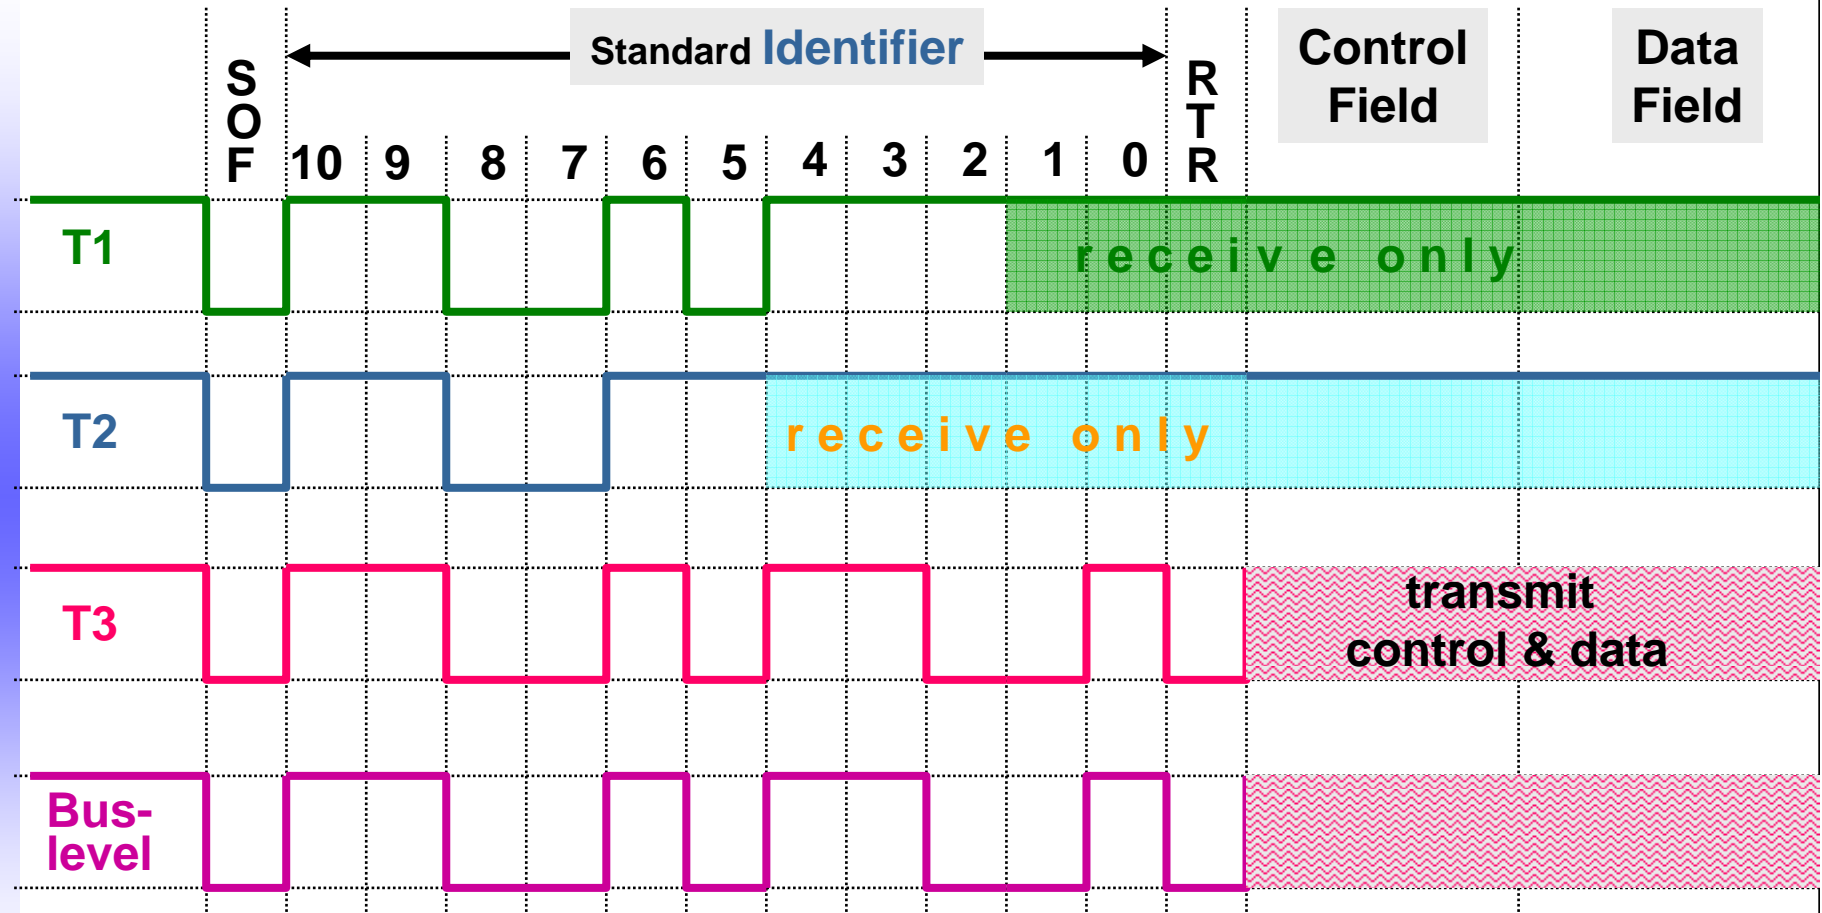 Standard Identifier
Control
Field
Data
Field
S
O
F
R
T
R
10 9 8 7 6 5 4 3 2 1 0
T1
receive only
T2
receive only
T3
transmit
control & data
Bus-
level